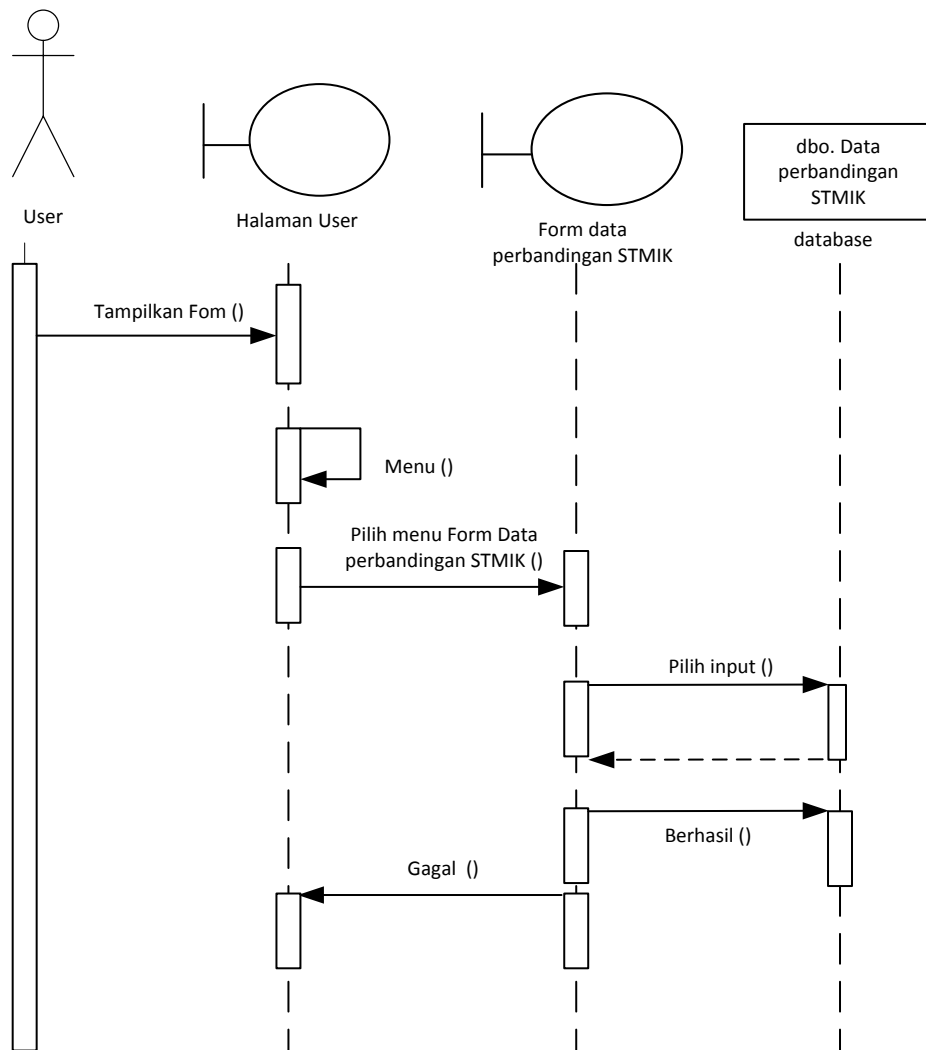 dbo. Data
perbandingan
STMIK
User
Halaman User
Form data
perbandingan STMIK
database
Tampilkan Fom ()
Menu ()
Pilih menu Form Data
perbandingan STMIK ()
Pilih input ()
Berhasil ()
Gagal  ()